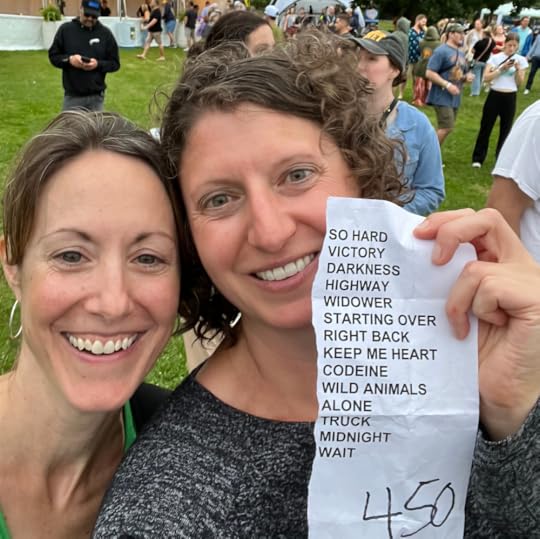 SO HARD
VICTORY
DARKNESS
HIGHWAY
WIDOWER
STARTING OVER
RIGHT BACK
KEEP ME HEART
CODEINE
WILD ANIMALS
ALONE
TRUCK
MIDNIGHT
WAIT
450